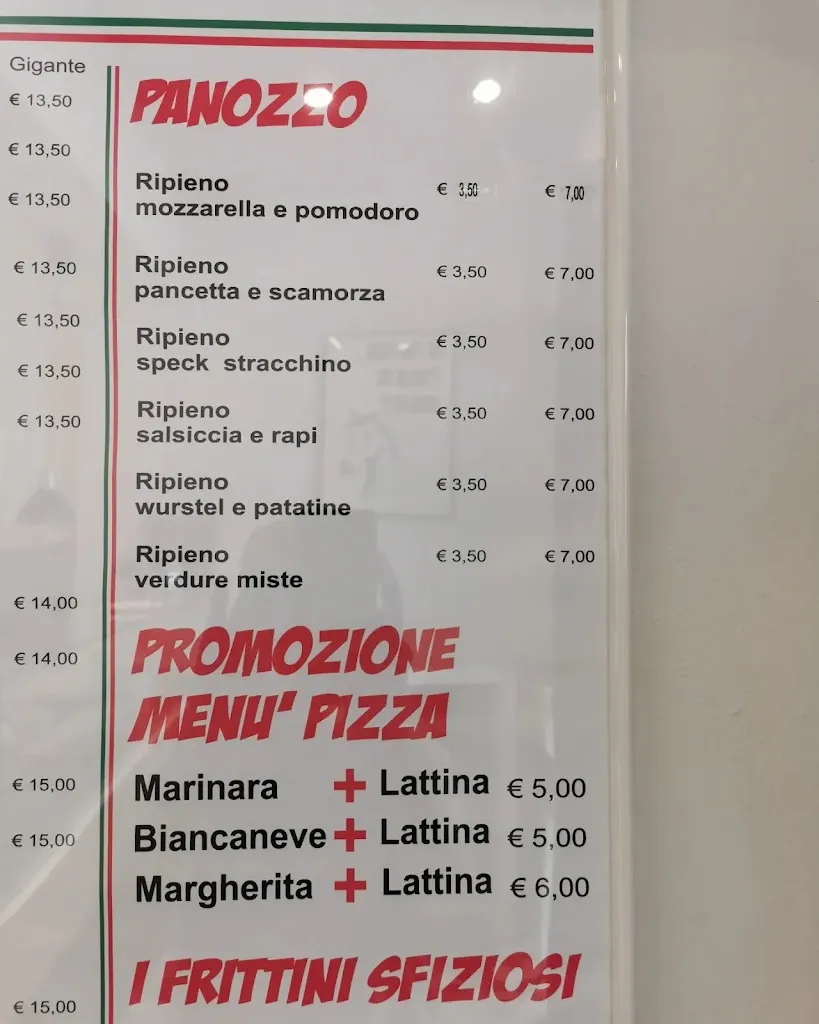 Gigante
€ 13,50
€ 13,50
€ 13,50
€ 13,50
€ 13,50
€ 13,50
€ 13,50
€ 14,00
€ 14,00
€ 15,00
€ 15,00
€ 15,00
PANOZZO
Ripieno
mozzarella e pomodoro € 3,50 € 7,00
Ripieno
pancetta e scamorza € 3,50 € 7,00
Ripieno
speck stracchino € 3,50 € 7,00
Ripieno
salsiccia e rapi € 3,50 € 7,00
Ripieno
wurstel e patatine € 3,50 € 7,00
Ripieno
verdure miste € 3,50 € 7,00
PROMOZIONE
MENU' PIZZA
Marinara + Lattina € 5,00
Biancaneve + Lattina € 5,00
Margherita + Lattina € 6,00
I FRITTINI SFIZIOSI